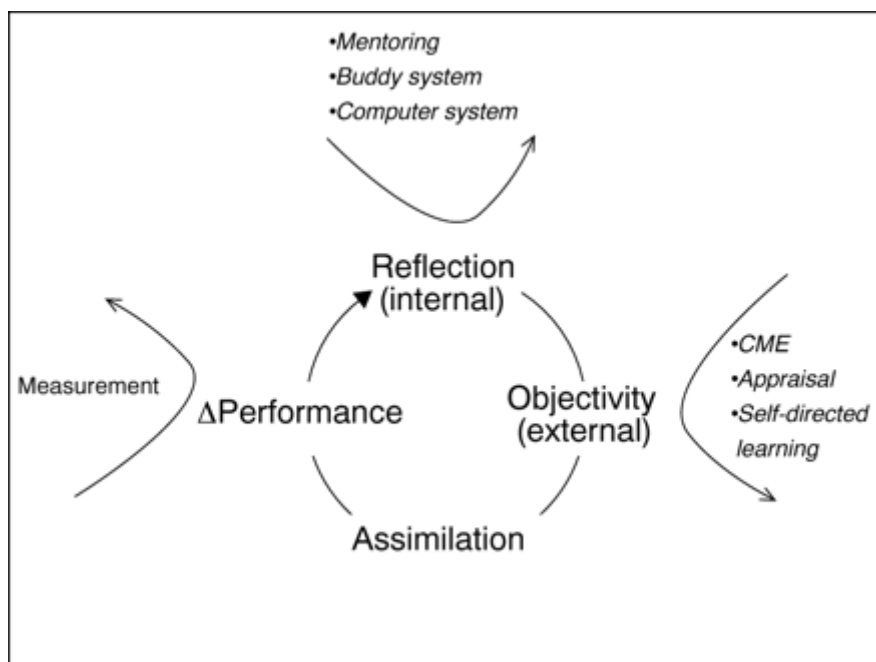 •Mentoring
•Buddy system
•Computer system
Reflection
(internal)
•CME
•Appraisal
•Self-directed
learning
Measurement
ΔPerformance
Objectivity
(external)
Assimilation